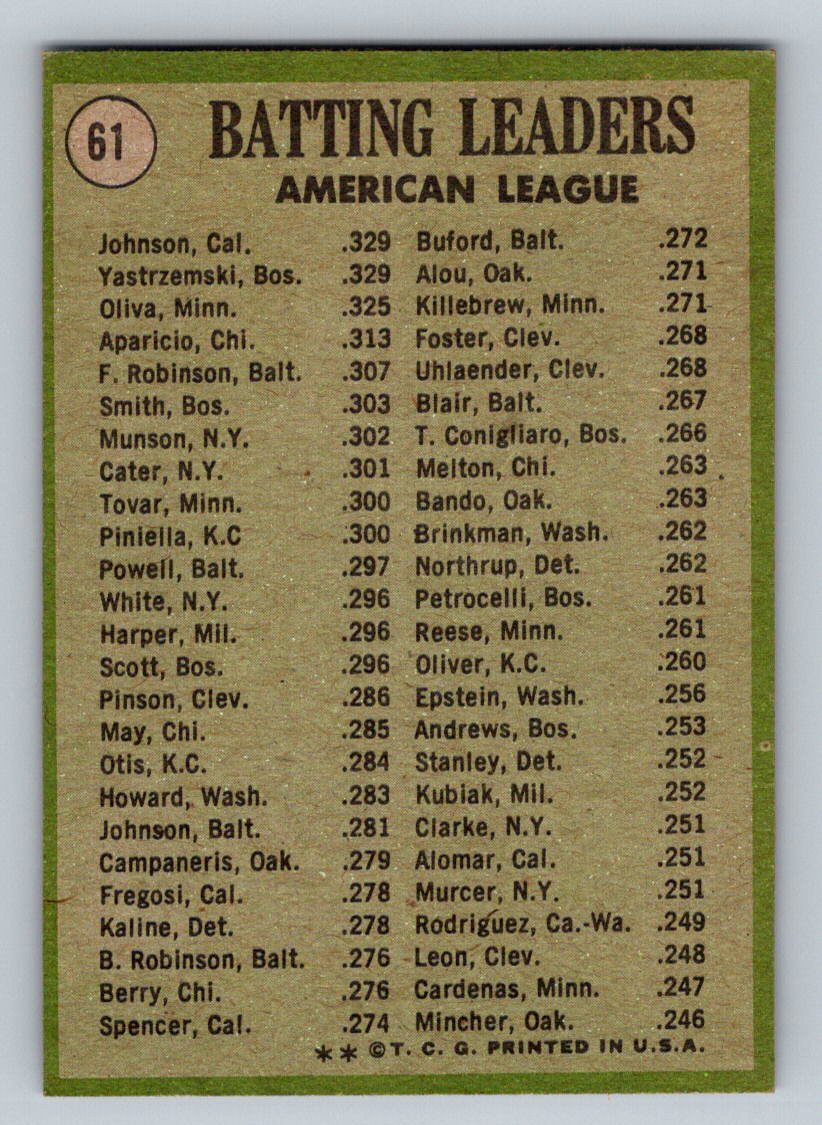 61
BATTING LEADERS
AMERICAN LEAGUE
Johnson, Cal. .329
Yastrzemski, Bos. .329
Oliva, Minn. .325
Aparicio, Chi. .313
F. Robinson, Balt. .307
Smith, Bos. .303
Munson, N.Y. .302
Cater, N.Y. .301
Tovar, Minn. .300
Piniella, K.C .300
Powell, Balt. .297
White, N.Y. .296
Harper, Mil. .296
Scott, Bos. .296
Pinson, Clev. .286
May, Chi. .285
Otis, K.C. .284
Howard, Wash. .283
Johnson, Balt. .281
Campaneris, Oak. .279
Fregosi, Cal. .278
Kaline, Det. .278
B. Robinson, Balt. .276
Berry, Chi. .276
Spencer, Cal. .274
Buford, Balt. .272
Alou, Oak. .271
Killebrew, Minn. .271
Foster, Clev. .268
Uhlaender, Clev. .268
Blair, Balt. .267
T. Conigliaro, Bos. .266
Melton, Chi. .263
Bando, Oak. .263
Brinkman, Wash. .262
Northrup, Det. .262
Petrocelli, Bos. .261
Reese, Minn. .261
Oliver, K.C. .260
Epstein, Wash. .256
Andrews, Bos. .253
Stanley, Det. .252
Kubiak, Mil. .252
Clarke, N.Y. .251
Alomar, Cal. .251
Murcer, N.Y. .251
Rodriguez, Ca.-Wa. .249
Leon, Clev. .248
Cardenas, Minn. .247
Mincher, Oak. .246
** ©T. C. G. PRINTED IN U.S.A.